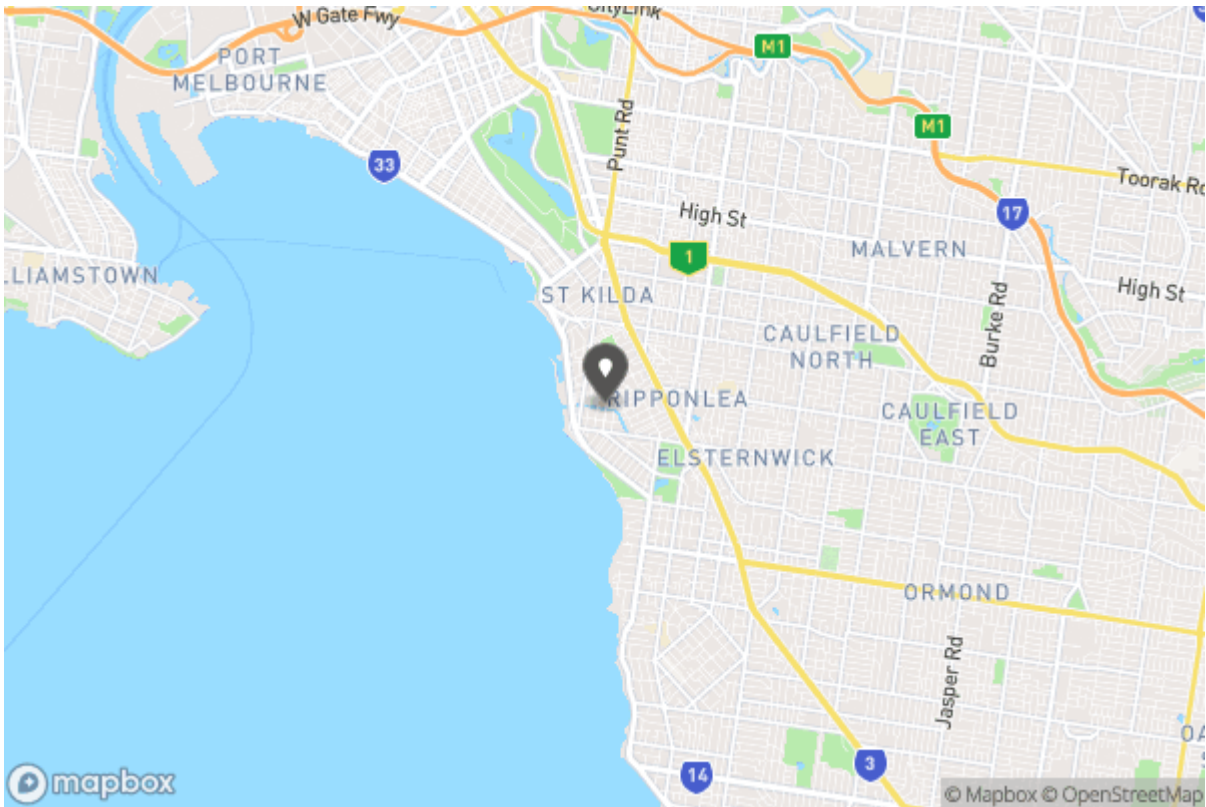 CityLink
W Gate Fwy
PORT
MELBOURNE
M1
Punt Rd
M1
33
Toorak Rd
17
High St
MALVERN
1
LLIAMSTOWN
ST KILDA
High St
Burke Rd
CAULFIELD
NORTH
RIPPONLEA
CAULFIELD
EAST
ELSTERNWICK
ORMOND
Jasper Rd
OA
3
14
mapbox
© Mapbox © OpenStreetMap